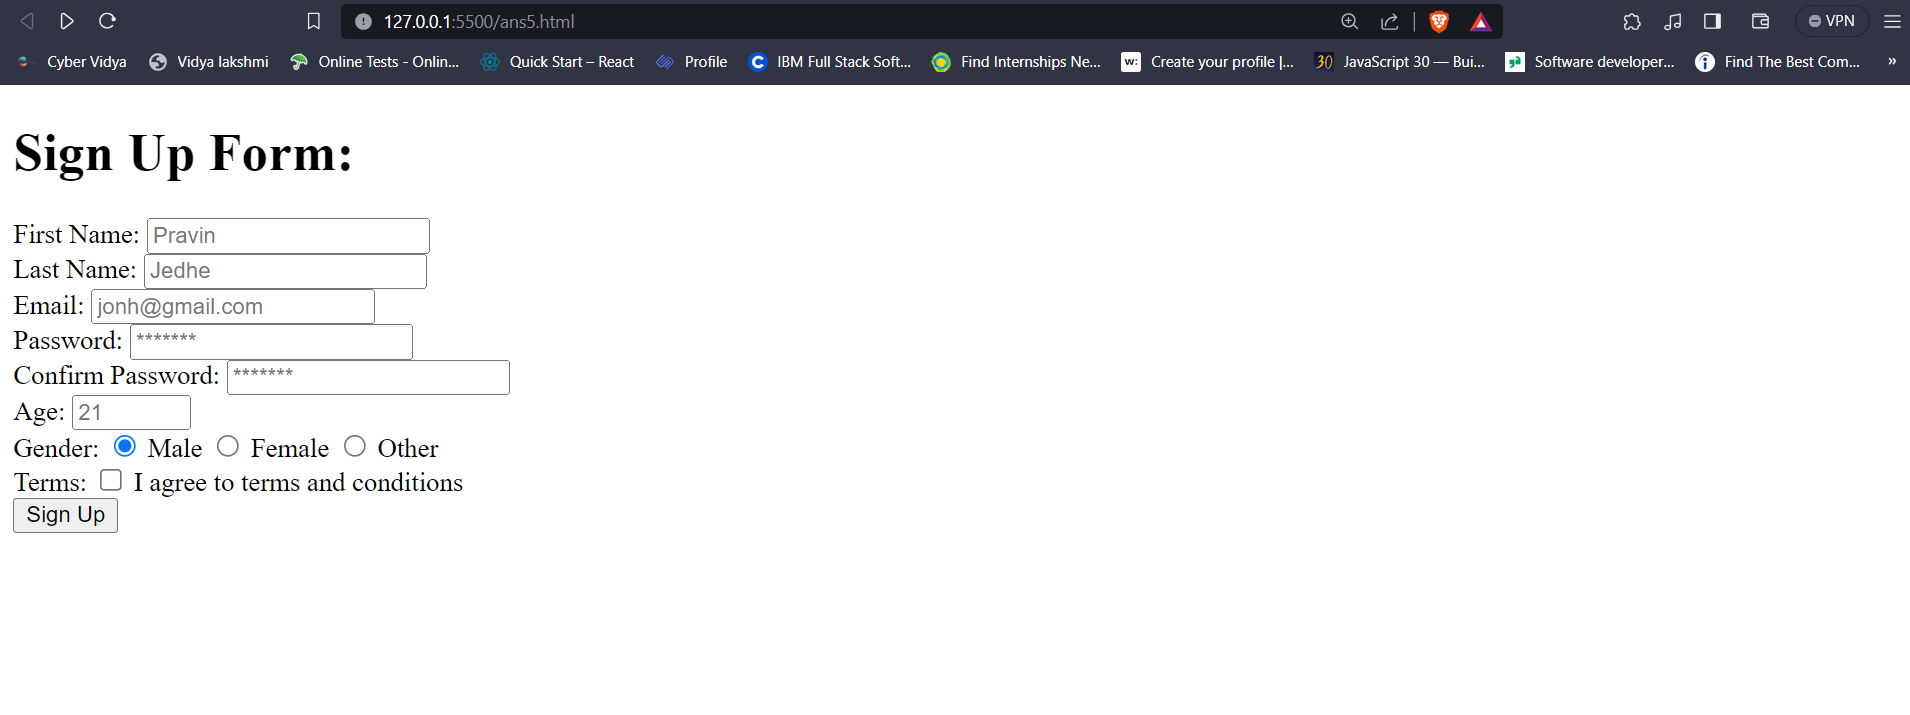 127.0.0.1:5500/ans5.html VPN
Cyber Vidya Vidya lakshmi Online Tests - Onlin... Quick Start – React Profile IBM Full Stack Soft... Find Internships Ne... w: Create your profile |... 30 JavaScript 30 — Bui... Software developer... Find The Best Com... »
Sign Up Form:
First Name: Pravin
Last Name: Jedhe
Email: jonh@gmail.com
Password: *******
Confirm Password: *******
Age: 21
Gender: Male Female Other
Terms: I agree to terms and conditions
Sign Up